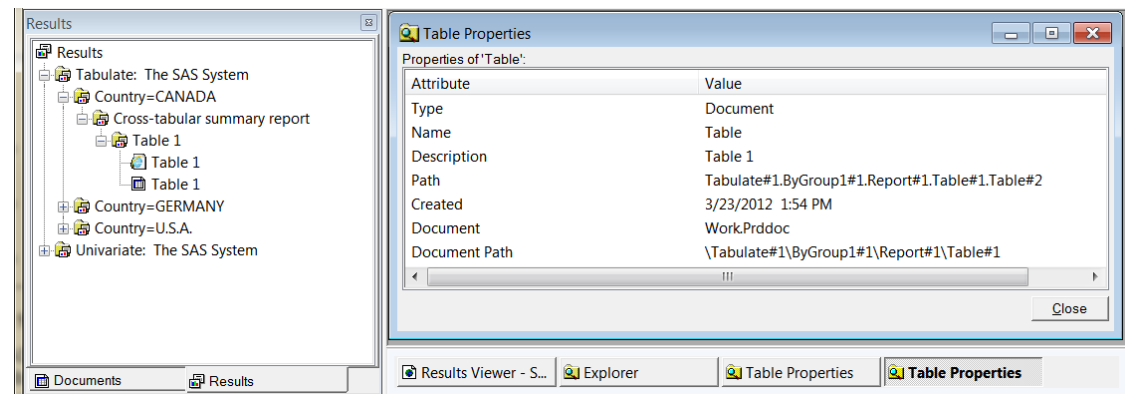 Results
Results
Tabulate: The SAS System
Country=CANADA
Cross-tabular summary report
Table 1
Table 1
Table 1
Country=GERMANY
Country=U.S.A.
Univariate: The SAS System
Documents
Results
Table Properties
Properties of 'Table':
Attribute Value
Type Document
Name Table
Description Table 1
Path Tabulate#1.ByGroup1#1.Report#1.Table#1.Table#2
Created 3/23/2012 1:54 PM
Document Work.Prddoc
Document Path \Tabulate#1\ByGroup1#1\Report#1\Table#1
Close
Results Viewer - S... Explorer Table Properties Table Properties